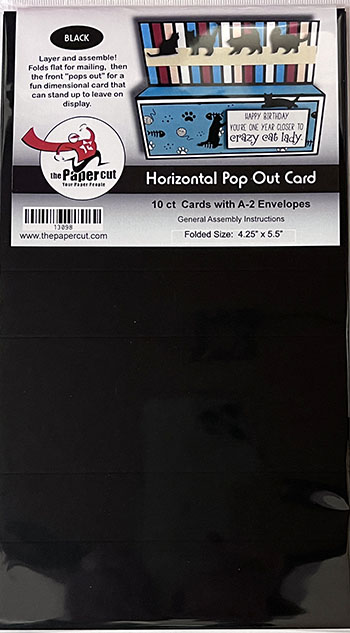 BLACK
Layer and assemble!
Folds flat for mailing, then
the front "pops out" for a
fun dimensional card that
can stand up to leave on
display.
HAPPY BIRTHDAY
YOU'RE ONE YEAR CLOSER TO
crazy cat lady.
the PaPer cut
Your Paper People
Horizontal Pop Out Card
10 ct Cards with A-2 Envelopes
General Assembly Instructions
13098
www.thepapercut.com
Folded Size: 4.25" x 5.5"